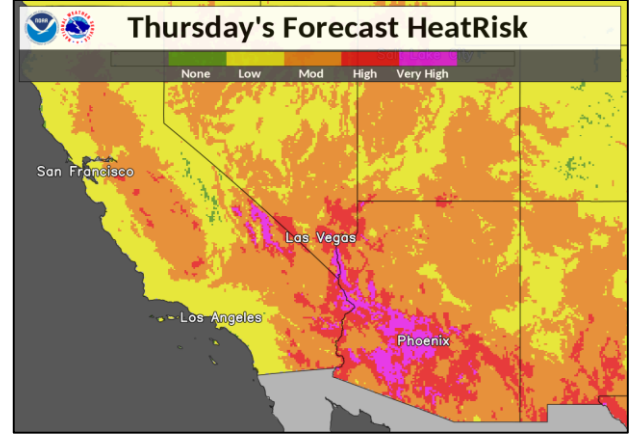 Thursday's Forecast HeatRisk
None Low Mod High Very High
San Francisco
Las Vegas
Los Angeles
Phoenix